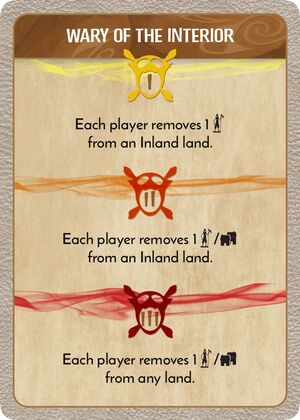 WARY OF THE INTERIOR
I
Each player removes 1
from an Inland land.
II
Each player removes 1 /
from an Inland land.
III
Each player removes 1 /
from any land.